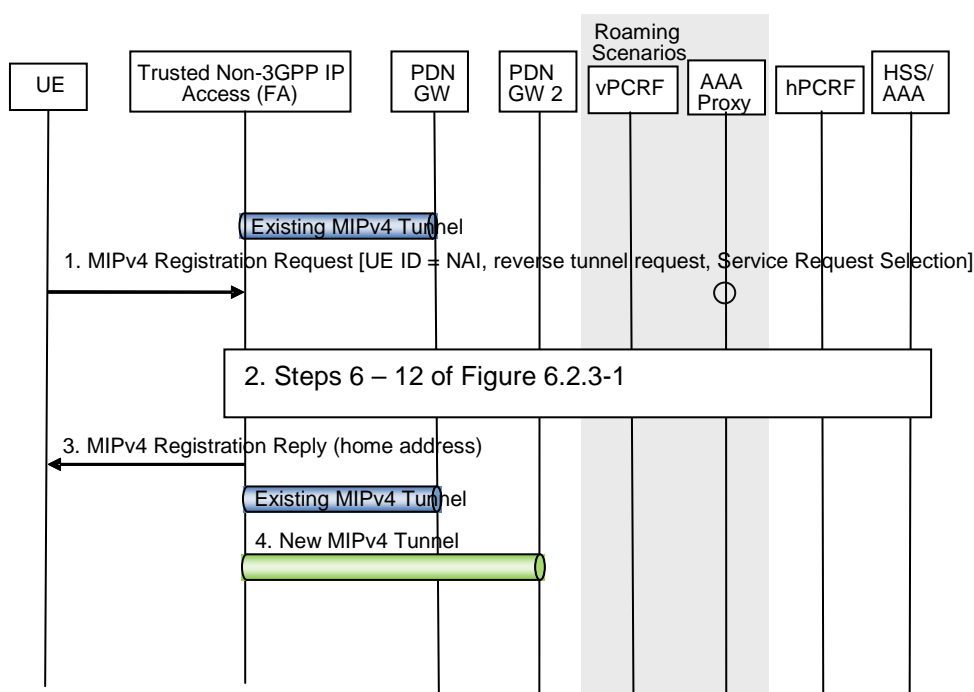 Roaming
Scenarios
UE
Trusted Non-3GPP IP
Access (FA)
PDN
GW
PDN
GW 2
vPCRF
AAA
Proxy
hPCRF
HSS/
AAA
Existing MIPv4 Tunnel
1. MIPv4 Registration Request [UE ID = NAI, reverse tunnel request, Service Request Selection]
2. Steps 6 – 12 of Figure 6.2.3-1
3. MIPv4 Registration Reply (home address)
Existing MIPv4 Tunnel
4. New MIPv4 Tunnel